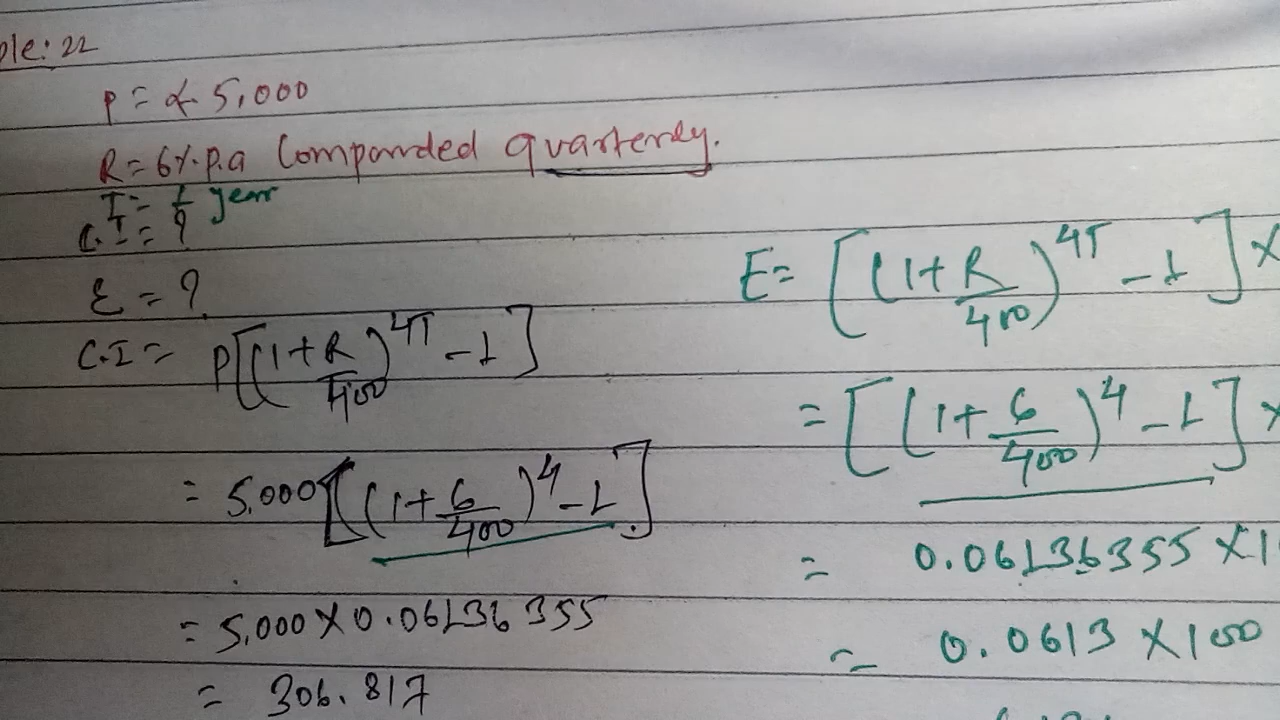 ple: 22
P = ₹ 5,000
R = 6%. P.a Compounded quarterly.
T = 1 year
C.I = ?
E = ?
C.I = P[(1+R/400)^4T - 1]
= 5,000[(1+6/400)^4 - 1].
= 5,000 X 0.06136355
= 306.817
E = [(1+R/400)^4T - 1] X
= [(1+6/400)^4 - 1] X
= 0.06136355 X 1
= 0.0613 X 100